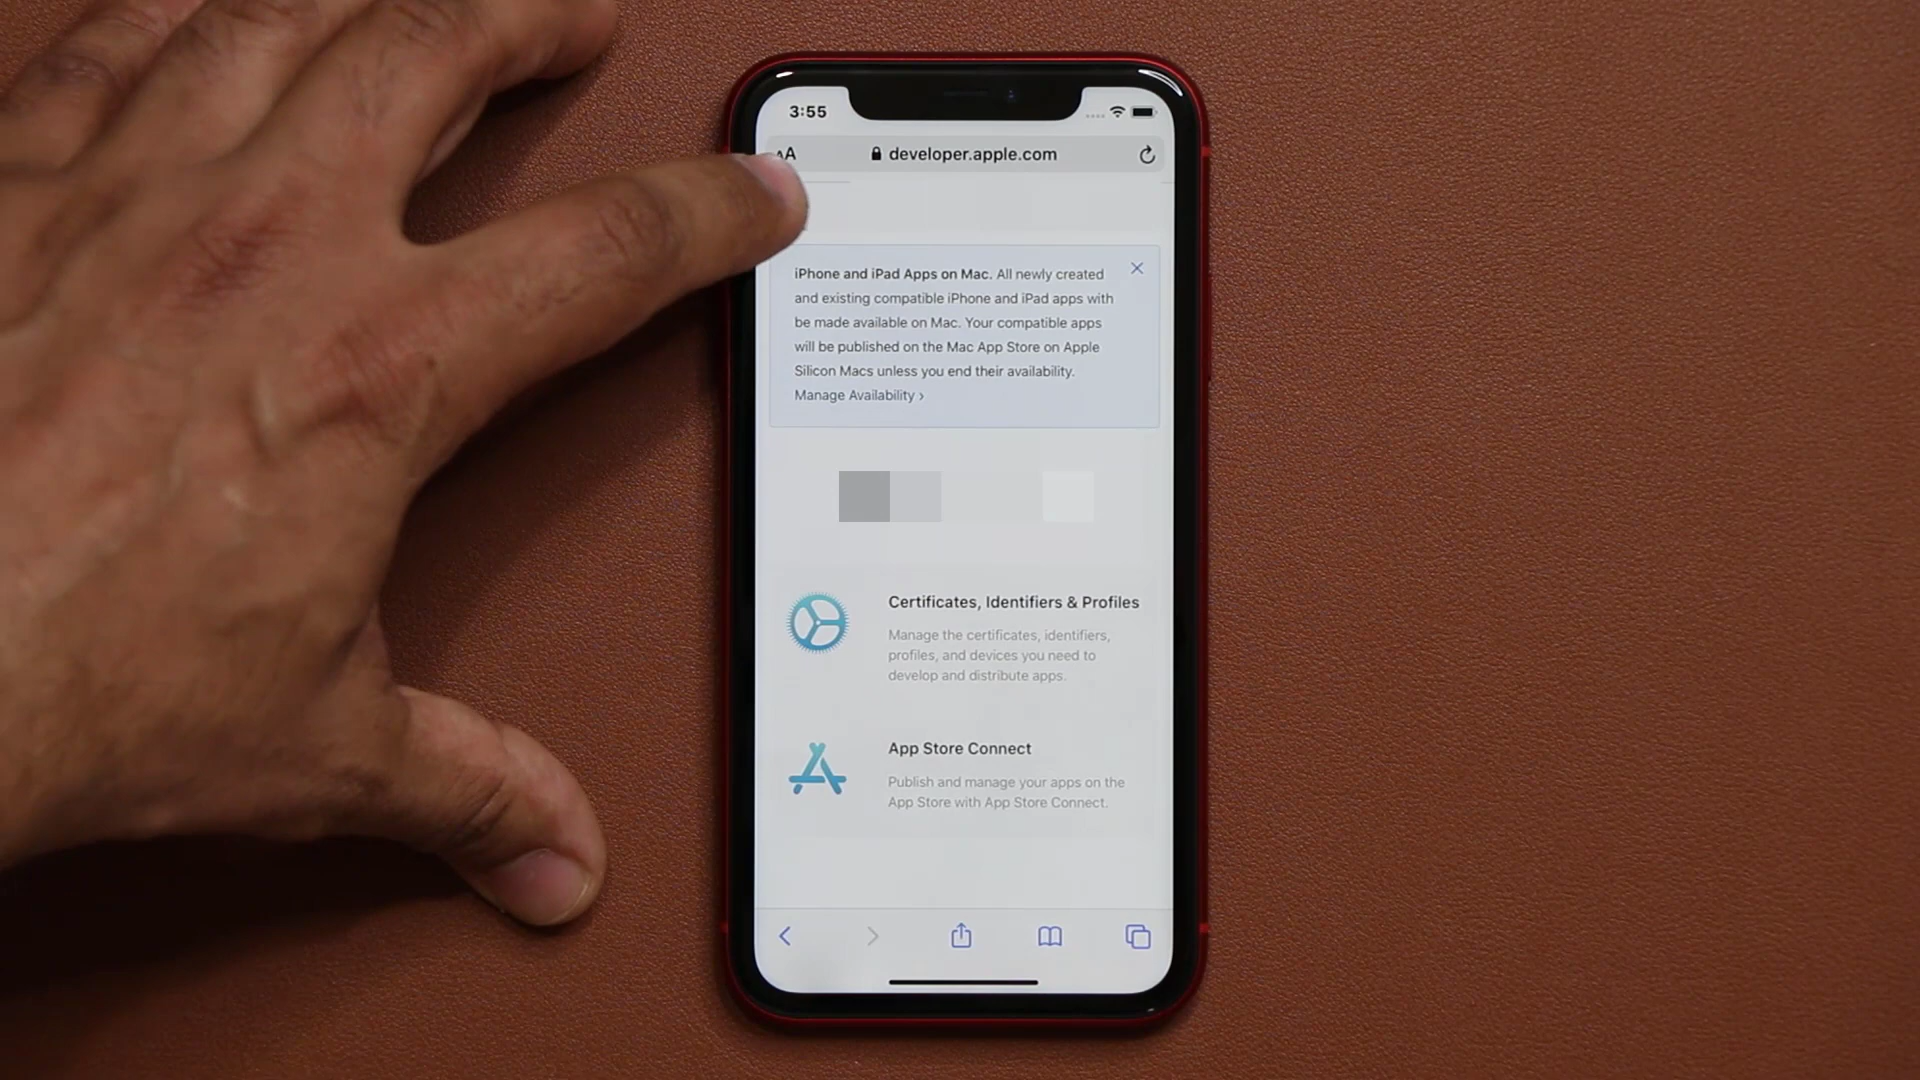 3:55
AA
developer.apple.com
iPhone and iPad Apps on Mac. All newly created
and existing compatible iPhone and iPad apps with
be made available on Mac. Your compatible apps
will be published on the Mac App Store on Apple
Silicon Macs unless you end their availability.
Manage Availability ›
Certificates, Identifiers & Profiles
Manage the certificates, identifiers,
profiles, and devices you need to
develop and distribute apps.
App Store Connect
Publish and manage your apps on the
App Store with App Store Connect.